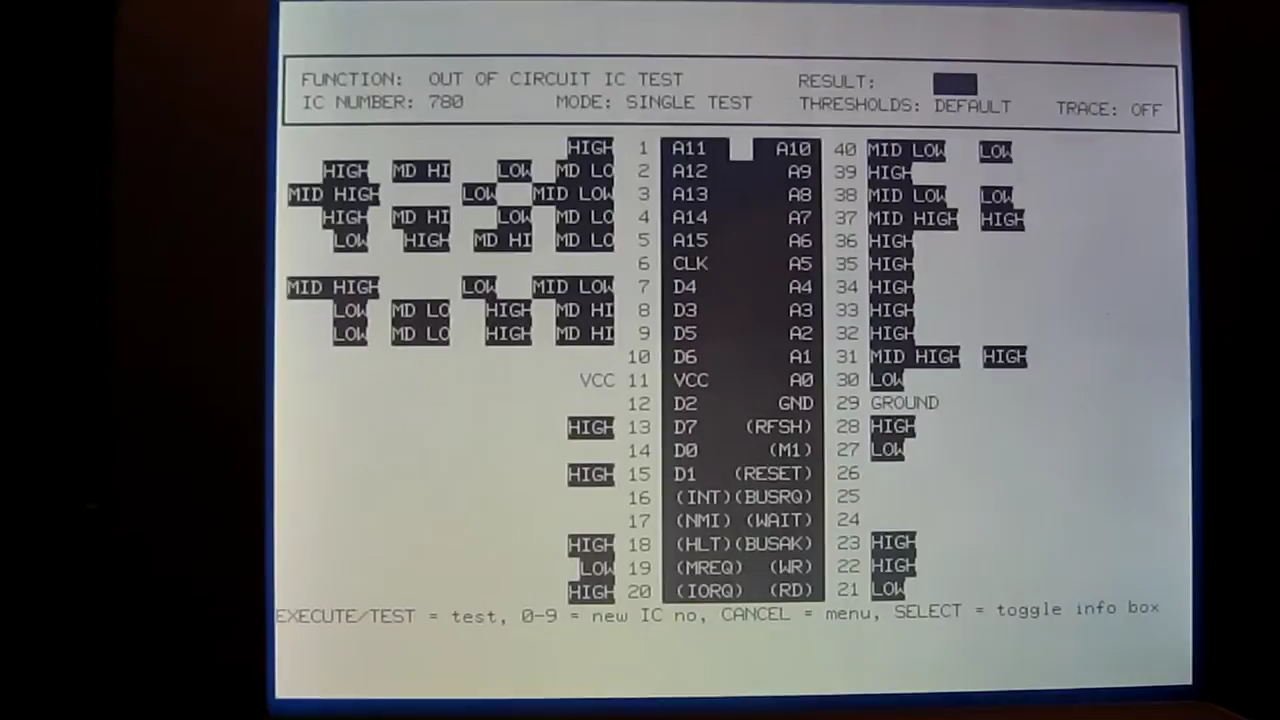 FUNCTION: OUT OF CIRCUIT IC TEST RESULT:
IC NUMBER: 780 MODE: SINGLE TEST THRESHOLDS: DEFAULT TRACE: OFF
HIGH 1 A11 A10 40 MID LOW LOW
HIGH MD HI LOW MD LO 2 A12 A9 39 HIGH
MID HIGH LOW MID LOW 3 A13 A8 38 MID LOW LOW
HIGH MD HI LOW MD LO 4 A14 A7 37 MID HIGH HIGH
LOW HIGH MD HI MD LO 5 A15 A6 36 HIGH
6 CLK A5 35 HIGH
MID HIGH LOW MID LOW 7 D4 A4 34 HIGH
LOW MD LO HIGH MD HI 8 D3 A3 33 HIGH
LOW MD LO HIGH MD HI 9 D5 A2 32 HIGH
10 D6 A1 31 MID HIGH HIGH
VCC 11 VCC A0 30 LOW
12 D2 GND 29 GROUND
HIGH 13 D7 (RFSH) 28 HIGH
14 D0 (M1) 27 LOW
HIGH 15 D1 (RESET) 26
16 (INT)(BUSRQ) 25
17 (NMI) (WAIT) 24
HIGH 18 (HLT)(BUSAK) 23 HIGH
LOW 19 (MREQ) (WR) 22 HIGH
HIGH 20 (IORQ) (RD) 21 LOW
EXECUTE/TEST = test, 0-9 = new IC no, CANCEL = menu, SELECT = toggle info box